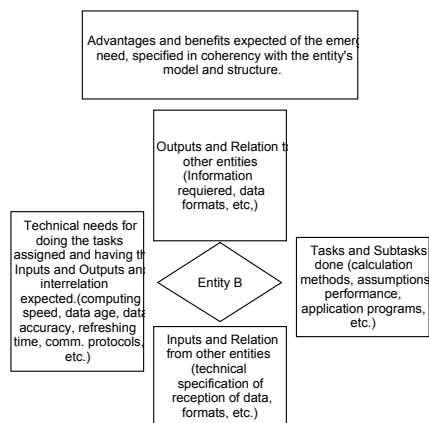 Advantages and benefits expected of the emerg
need, specified in coherency with the entity's
model and structure.
Outputs and Relation t
other entities
(Information
requiered, data
formats, etc,)
Technical needs for
doing the tasks
assigned and having th
Inputs and Outputs an
interrelation
expected.(computing
speed, data age, data
accuracy, refreshing
time, comm. protocols,
etc.)
Entity B
Tasks and Subtasks
done (calculation
methods, assumptions
performance,
application programs,
etc.)
Inputs and Relation
from other entities
(technical
specification of
reception of data,
formats, etc.)